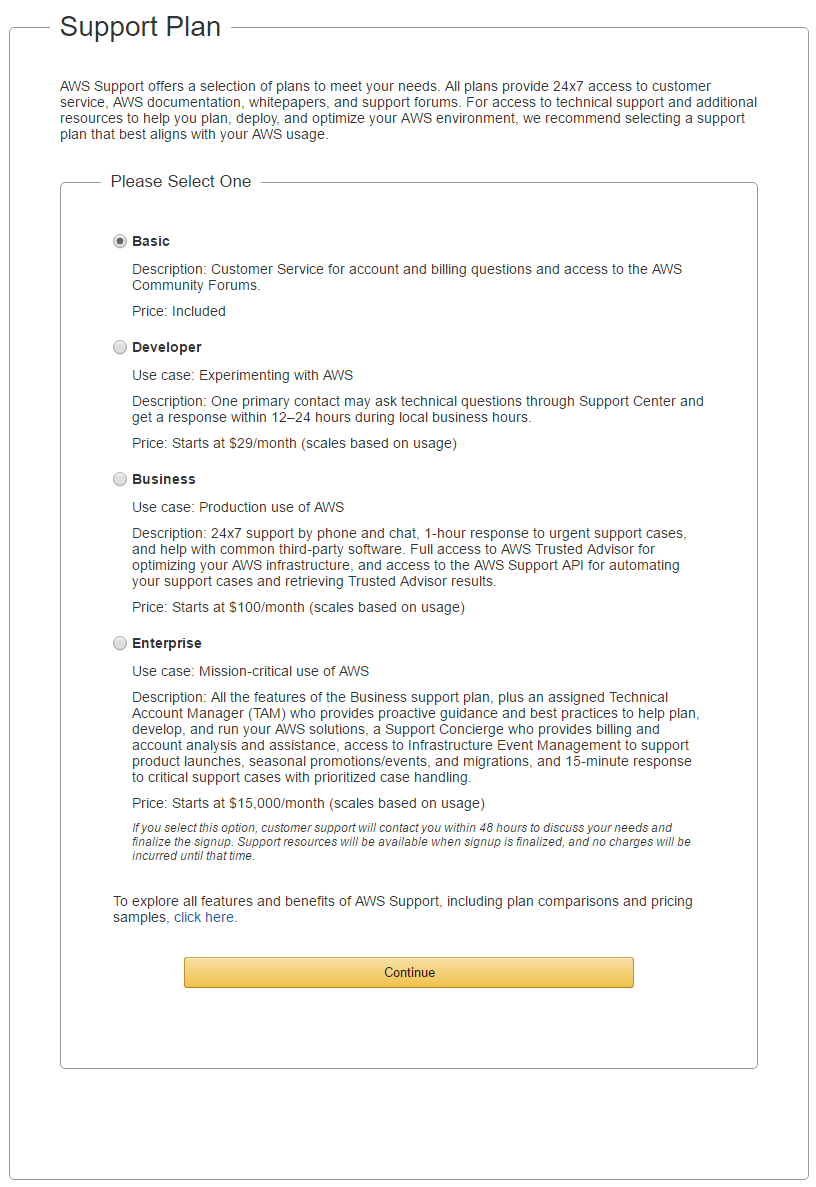 Support Plan
AWS Support offers a selection of plans to meet your needs. All plans provide 24x7 access to customer
service, AWS documentation, whitepapers, and support forums. For access to technical support and additional
resources to help you plan, deploy, and optimize your AWS environment, we recommend selecting a support
plan that best aligns with your AWS usage.
Please Select One
Basic
Description: Customer Service for account and billing questions and access to the AWS
Community Forums.
Price: Included
Developer
Use case: Experimenting with AWS
Description: One primary contact may ask technical questions through Support Center and
get a response within 12–24 hours during local business hours.
Price: Starts at $29/month (scales based on usage)
Business
Use case: Production use of AWS
Description: 24x7 support by phone and chat, 1-hour response to urgent support cases,
and help with common third-party software. Full access to AWS Trusted Advisor for
optimizing your AWS infrastructure, and access to the AWS Support API for automating
your support cases and retrieving Trusted Advisor results.
Price: Starts at $100/month (scales based on usage)
Enterprise
Use case: Mission-critical use of AWS
Description: All the features of the Business support plan, plus an assigned Technical
Account Manager (TAM) who provides proactive guidance and best practices to help plan,
develop, and run your AWS solutions, a Support Concierge who provides billing and
account analysis and assistance, access to Infrastructure Event Management to support
product launches, seasonal promotions/events, and migrations, and 15-minute response
to critical support cases with prioritized case handling.
Price: Starts at $15,000/month (scales based on usage)
If you select this option, customer support will contact you within 48 hours to discuss your needs and
finalize the signup. Support resources will be available when signup is finalized, and no charges will be
incurred until that time.
To explore all features and benefits of AWS Support, including plan comparisons and pricing
samples, click here.
Continue